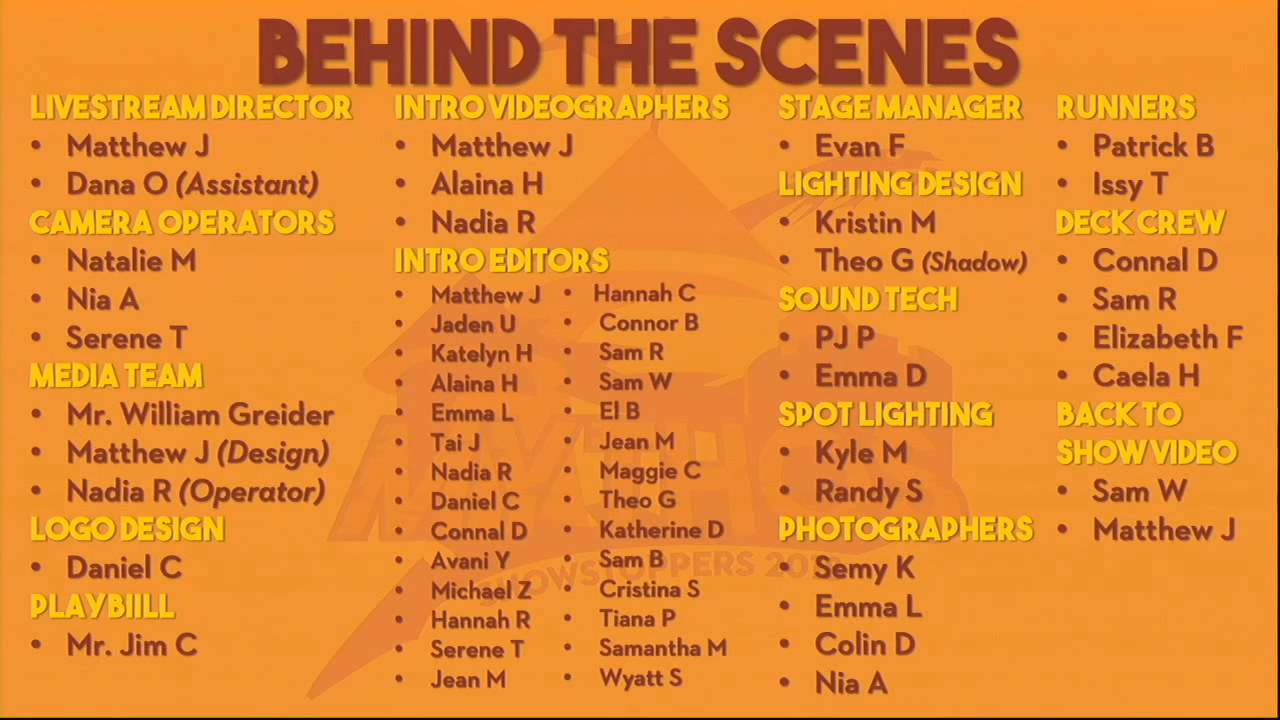 BEHIND THE SCENES
LIVESTREAM DIRECTOR
• Matthew J
• Dana O (Assistant)
CAMERA OPERATORS
• Natalie M
• Nia A
• Serene T
MEDIA TEAM
• Mr. William Greider
• Matthew J (Design)
• Nadia R (Operator)
LOGO DESIGN
• Daniel C
PLAYBIILL
• Mr. Jim C
INTRO VIDEOGRAPHERS
• Matthew J
• Alaina H
• Nadia R
INTRO EDITORS
• Matthew J
• Jaden U
• Katelyn H
• Alaina H
• Emma L
• Tai J
• Nadia R
• Daniel C
• Connal D
• Avani Y
• Michael Z
• Hannah R
• Serene T
• Jean M
• Hannah C
• Connor B
• Sam R
• Sam W
• El B
• Jean M
• Maggie C
• Theo G
• Katherine D
• Sam B
• Cristina S
• Tiana P
• Samantha M
• Wyatt S
STAGE MANAGER
• Evan F
LIGHTING DESIGN
• Kristin M
• Theo G (Shadow)
SOUND TECH
• PJ P
• Emma D
SPOT LIGHTING
• Kyle M
• Randy S
PHOTOGRAPHERS
• Semy K
• Emma L
• Colin D
• Nia A
RUNNERS
• Patrick B
• Issy T
DECK CREW
• Connal D
• Sam R
• Elizabeth F
• Caela H
BACK TO
SHOW VIDEO
• Sam W
• Matthew J
MYTHOS
SHOWSTOPPERS